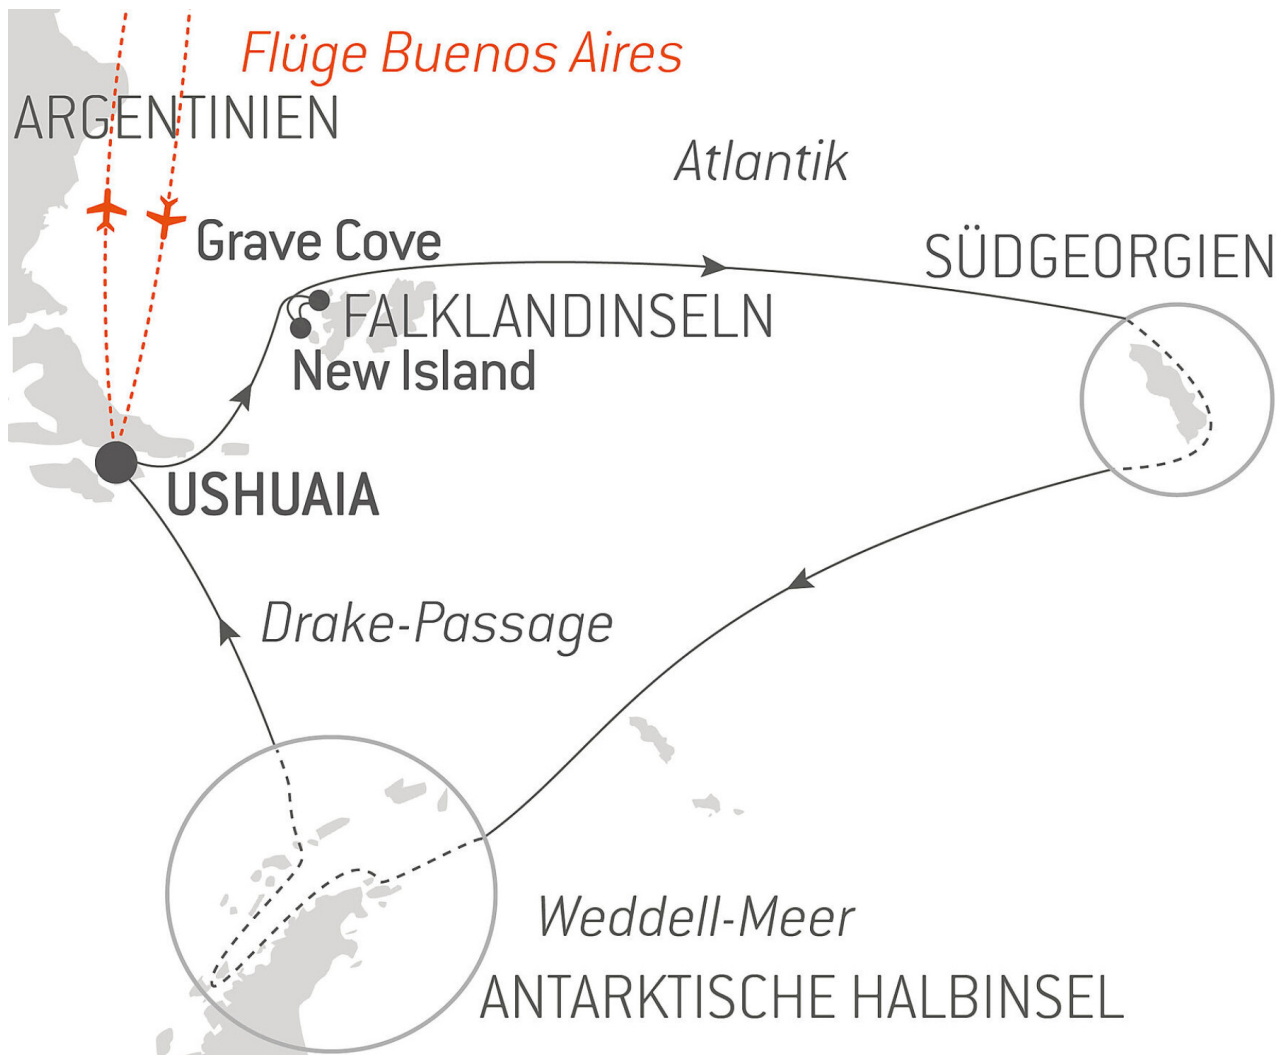 Flüge Buenos Aires
ARGENTINIEN
Atlantik
Grave Cove
SÜDGEORGIEN
FALKLANDINSELN
New Island
USHUAIA
Drake-Passage
Weddell-Meer
ANTARKTISCHE HALBINSEL